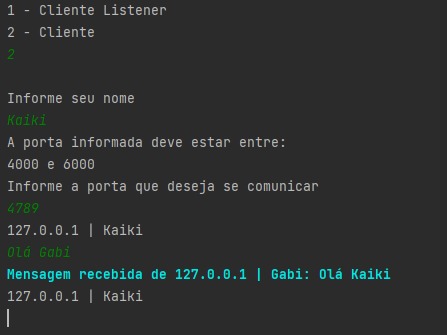 1 - Cliente Listener
2 - Cliente
2
Informe seu nome
Kaiki
A porta informada deve estar entre:
4000 e 6000
Informe a porta que deseja se comunicar
4789
127.0.0.1 | Kaiki
Olá Gabi
Mensagem recebida de 127.0.0.1 | Gabi: Olá Kaiki
127.0.0.1 | Kaiki